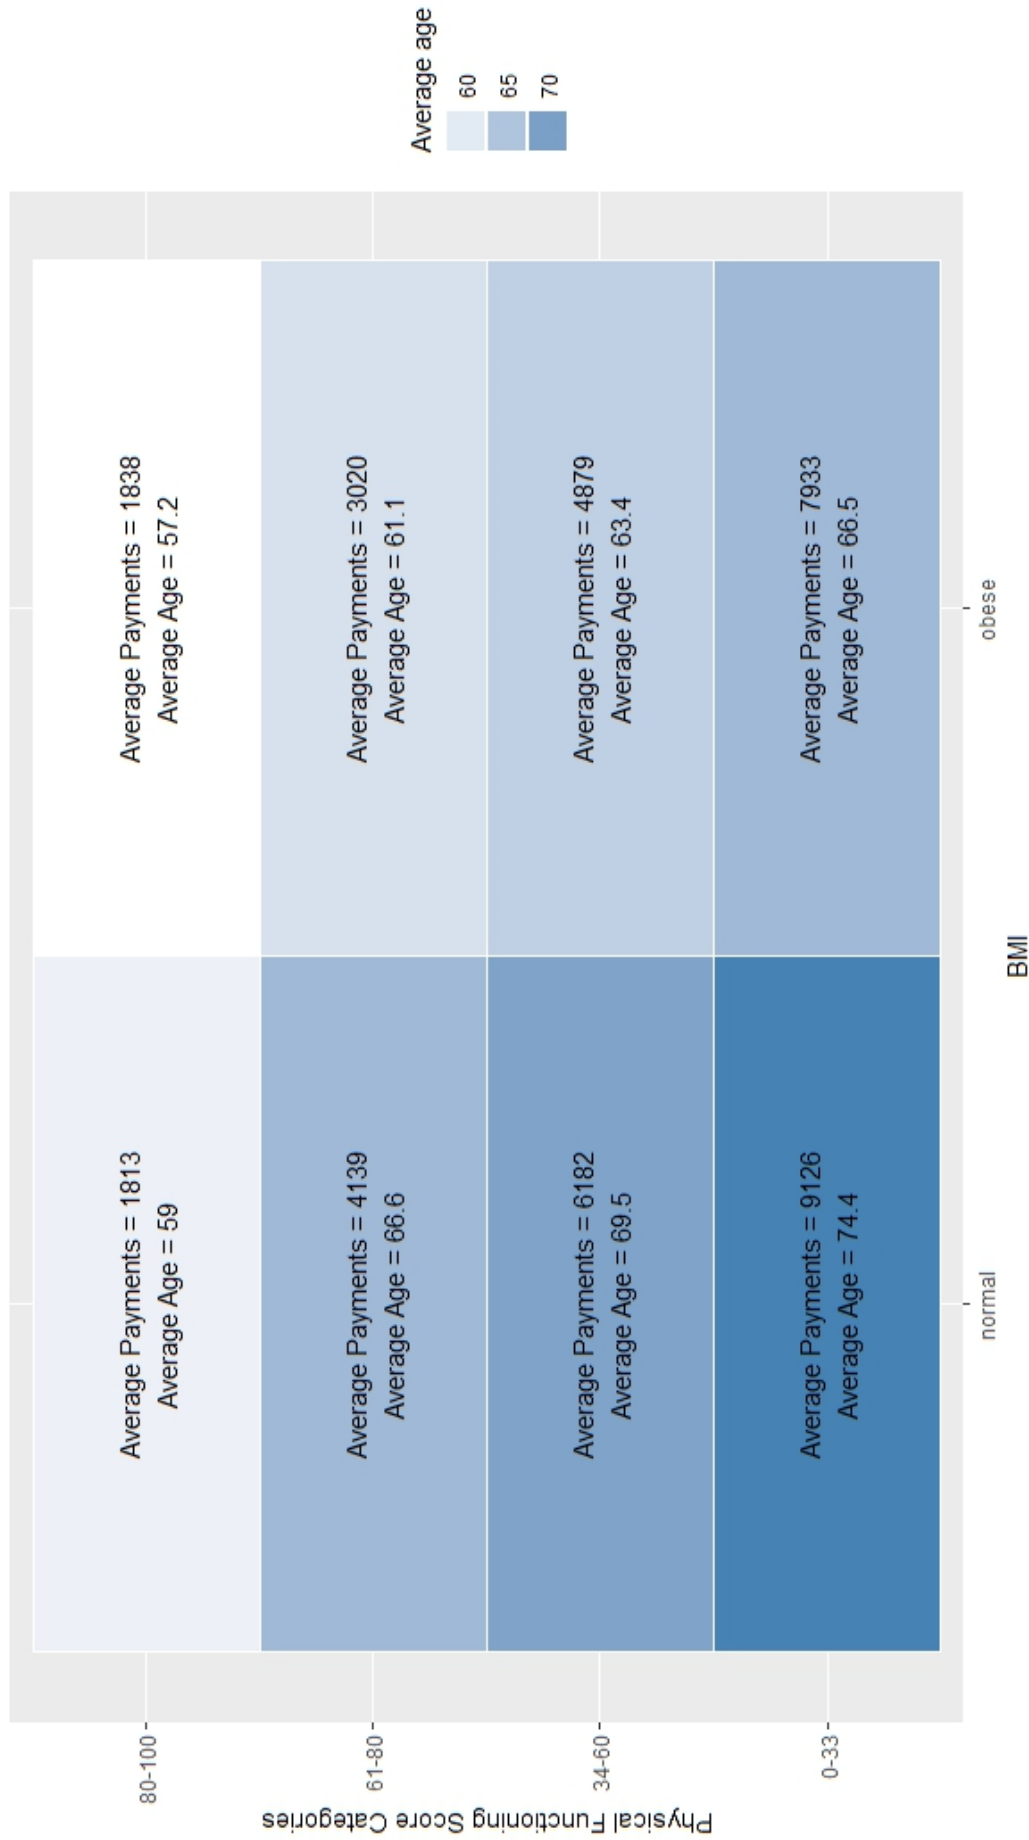 Physical Functioning Score Categories
80-100
61-80
34-60
0-33
Average Payments = 1813
Average Age = 59
Average Payments = 1838
Average Age = 57.2
Average Payments = 4139
Average Age = 66.6
Average Payments = 3020
Average Age = 61.1
Average Payments = 6182
Average Age = 69.5
Average Payments = 4879
Average Age = 63.4
Average Payments = 9126
Average Age = 74.4
Average Payments = 7933
Average Age = 66.5
normal
obese
BMI
Average age
60
65
70